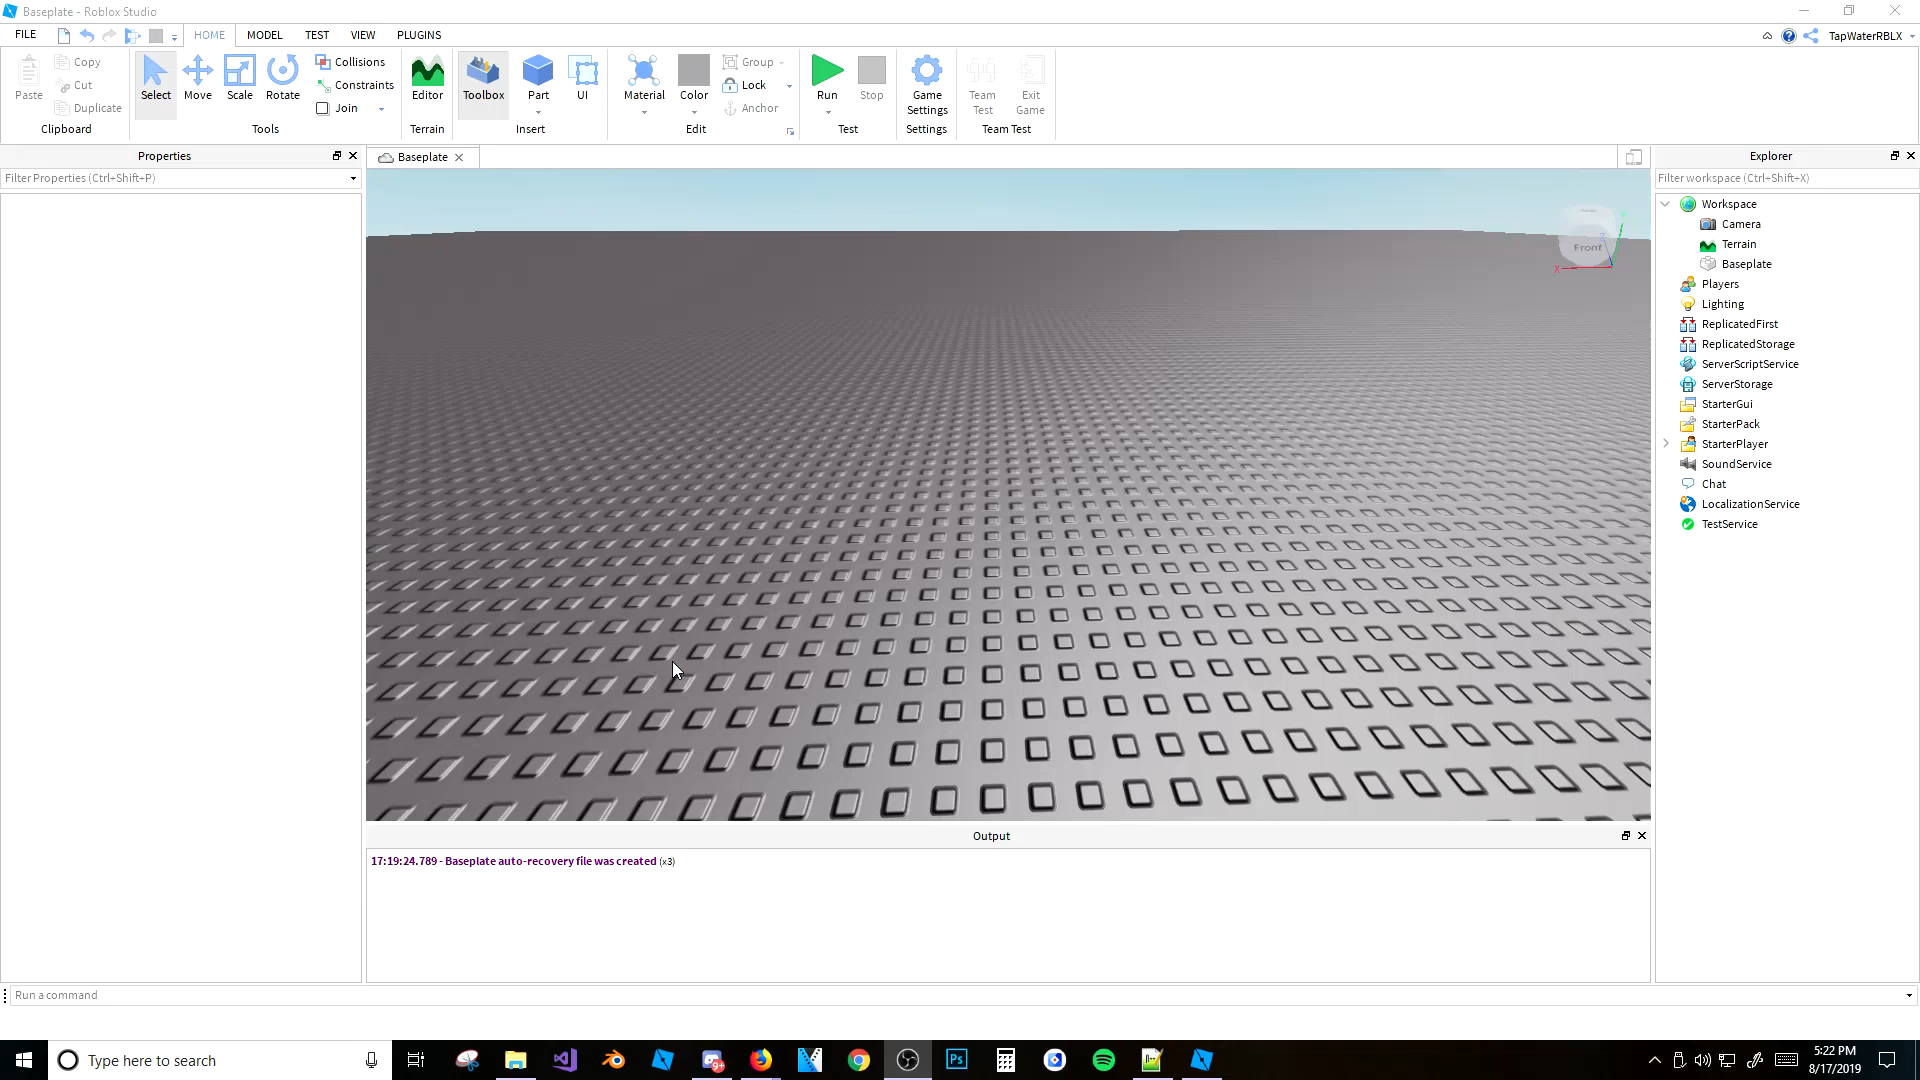 Baseplate - Roblox Studio
FILE
HOME
MODEL
TEST
VIEW
PLUGINS
TapWaterRBLX
Paste
Copy
Cut
Duplicate
Clipboard
Select
Move
Scale
Rotate
Collisions
Constraints
Join
Tools
Editor
Terrain
Toolbox
Part
UI
Insert
Material
Color
Group
Lock
Anchor
Edit
Run
Stop
Test
Game
Settings
Settings
Team
Test
Exit
Game
Team Test
Properties
Filter Properties (Ctrl+Shift+P)
Baseplate
Front
X
Explorer
Filter workspace (Ctrl+Shift+X)
Workspace
Camera
Terrain
Baseplate
Players
Lighting
ReplicatedFirst
ReplicatedStorage
ServerScriptService
ServerStorage
StarterGui
StarterPack
StarterPlayer
SoundService
Chat
LocalizationService
TestService
Output
17:19:24.789 - Baseplate auto-recovery file was created (x3)
Run a command
Type here to search
9+
Ps
5:22 PM
8/17/2019